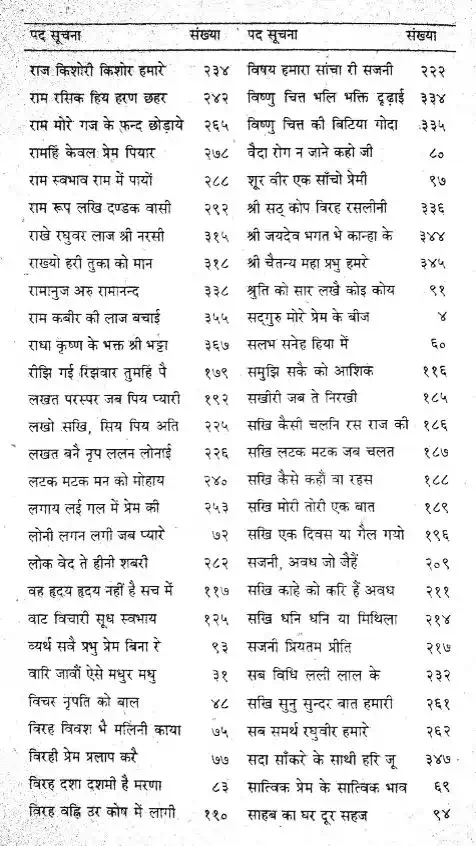 पद सूचना संख्या पद सूचना संख्या
राज किशोरी किशोर हमारे २३४ विषय हमारा सांचा री सजनी २२२
राम रसिक हिय हरण छहर २४२ विष्णु चित्त भलि भक्ति दृढ़ाई ३३४
राम मोरे गज के फ़न्द छोड़ाये २६५ विष्णु चित्त की बिटिया गोदा ३३५
रामहिं केवल प्रेम पियार २७८ वैदा रोग न जाने कहो जी ८०
राम स्वभाव राम में पायों २८८ शूर वीर एक साँचो प्रेमी ९७
राम रूप लखि दण्डक वासी २९२ श्री सठ् कोप विरह रसलीनी ३३६
राखे रघुवर लाज श्री नरसी ३१५ श्री जयदेव भगत भे कान्हा के ३४४
राख्यो हरी तुका को मान ३१८ श्री चैतन्य महा प्रभु हमरे ३४५
रामानुज अरु रामानन्द ३३८ श्रुति को सार लखै कोइ कोय ९१
राम कबीर की लाज बचाई ३५५ सद्गुरु मोरे प्रेम के बीज ४
राधा कृष्ण के भक्त श्री भट्टा ३६७ सलभ सनेह हिया में ६०
रीझि गई रिझवार तुमहिं पै १७९ समुझि सकै को आशिक ११६
लखत परस्पर जब पिय प्यारी १९२ सखीरी जब ते निरखी १८५
लखो सखि, सिय पिय अति २२५ सखि कैसी चलनि रस राज की १८६
लखत बनै नृप ललन लोनाई २२६ सखि लटक मटक जब चलत १८७
लटक मटक मन को मोहाय २४० सखि कैसे कहौं वा रहस १८८
लगाय लई गल में प्रेम की २५३ सखि मोरी तोरी एक बात १८९
लोनी लगन लगी जब प्यारे ७२ सखि एक दिवस या गैल गयो १९६
लोक वेद ते हीनी शबरी २८२ सजनी, अवध जो जैहैं २०९
वह हृदय हृदय नहीं है सच में ११७ सखि काहे को करि हैं अवध २११
वाट विचारी सूध स्वभाय १२५ सखि धनि धनि या मिथिला २१४
व्यर्थ सवै प्रभु प्रेम बिना रे ९३ सजनी प्रियतम प्रीति २१७
वारि जावौं ऐसे मधुर मधु ३१ सब विधि लली लाल के २३२
विचर नृपति को बाल ४८ सखि सुनु सुन्दर बात हमारी २६१
विरह विवश भै मलिनी काया ७५ सब समर्थ रघुवीर हमारे २६२
विरही प्रेम प्रलाप करै ७७ सदा साँकरे के साथी हरि जू ३४७
विरह दशा दशमी है मरणा ८३ सात्विक प्रेम के सात्विक भाव ६९
विरह वह्नि उर कोष में लागी ११० साहब का घर दूर सहज ९४